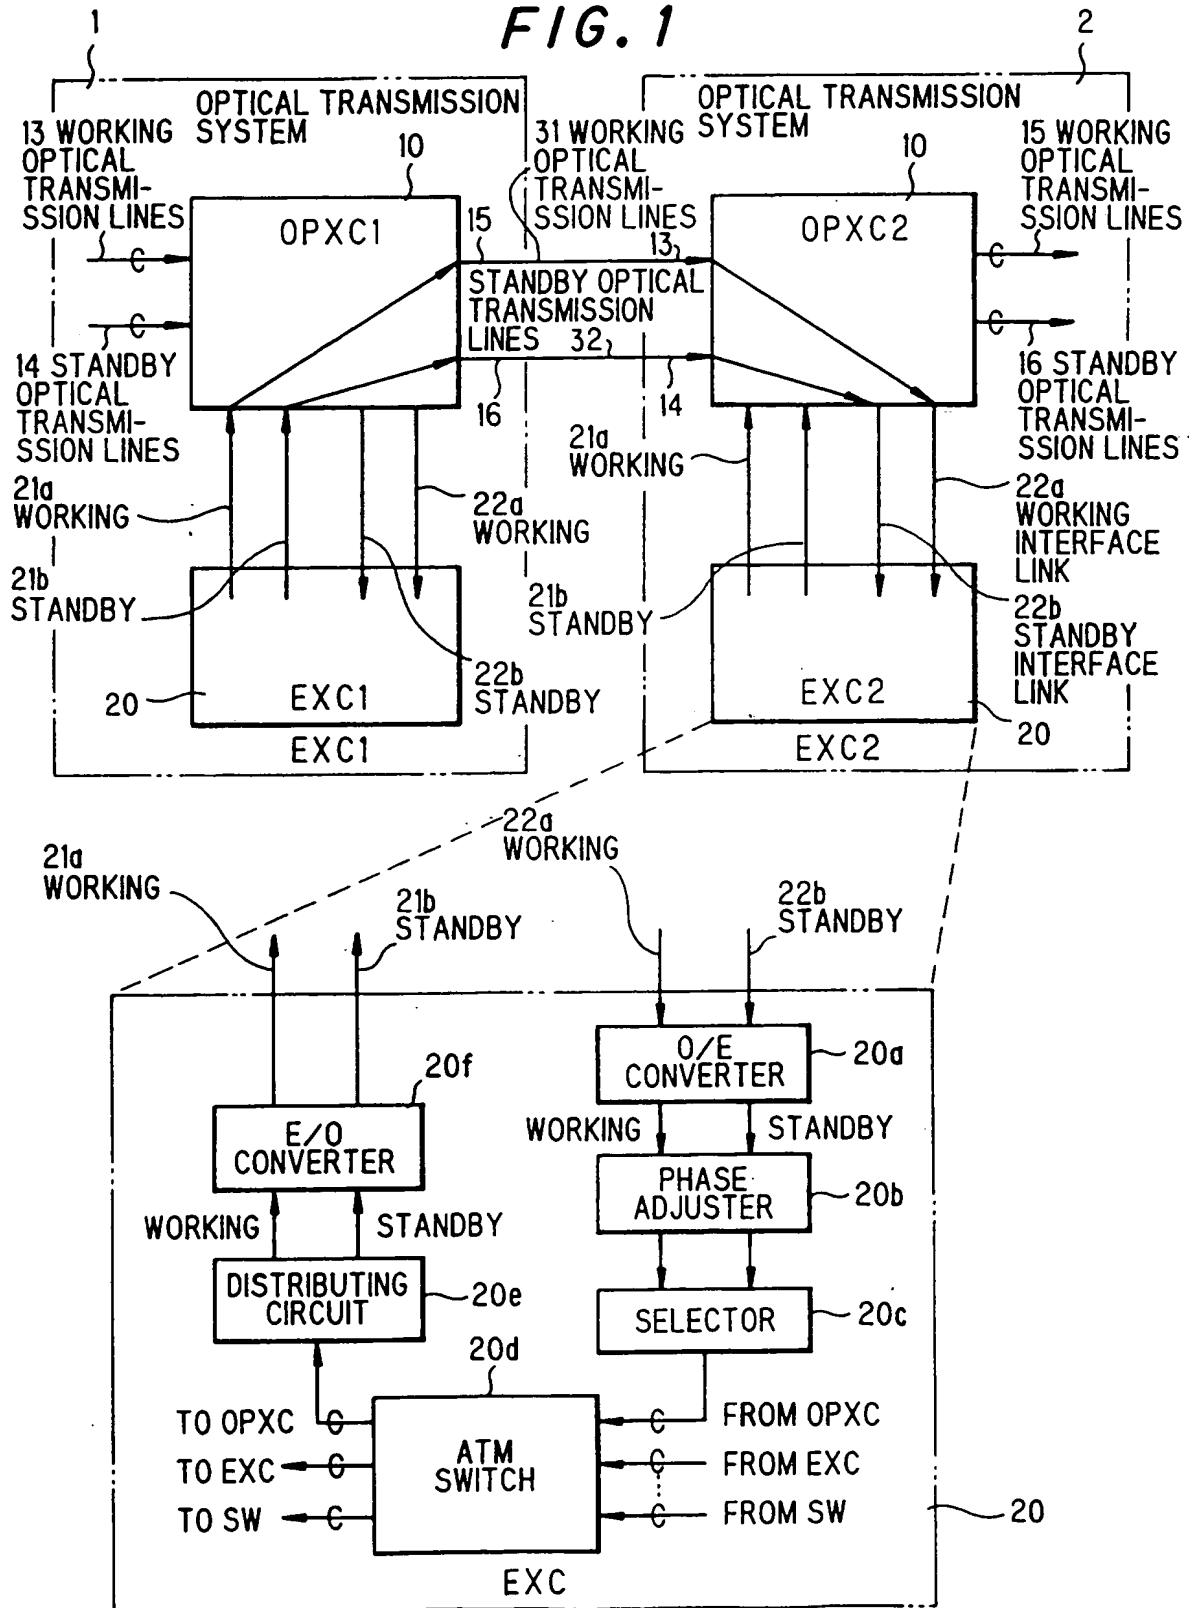 FIG. 1
1
2
OPTICAL TRANSMISSION
SYSTEM
OPTICAL TRANSMISSION
SYSTEM
13 WORKING
OPTICAL
TRANSMI-
SSION LINES
10
31 WORKING
OPTICAL
TRANSMI-
SSION LINES
10
15 WORKING
OPTICAL
TRANSMI-
SSION LINES
OPXC1
15
13
OPXC2
STANDBY OPTICAL
TRANSMISSION
LINES
32
14 STANDBY
OPTICAL
TRANSMI-
SSION LINES
16
14
16 STANDBY
OPTICAL
TRANSMI-
SSION LINES
21a
WORKING
22a
WORKING
21a
WORKING
22a
WORKING
INTERFACE
LINK
21b
STANDBY
22b
STANDBY
21b
STANDBY
22b
STANDBY
INTERFACE
LINK
20
EXC1
EXC1
EXC2
20
EXC2
21a
WORKING
21b
STANDBY
22a
WORKING
22b
STANDBY
O/E
CONVERTER
20a
20f
E/O
CONVERTER
WORKING
STANDBY
PHASE
ADJUSTER
20b
WORKING
STANDBY
DISTRIBUTING
CIRCUIT
20e
SELECTOR
20c
20d
ATM
SWITCH
TO OPXC
FROM OPXC
TO EXC
FROM EXC
TO SW
FROM SW
20
EXC